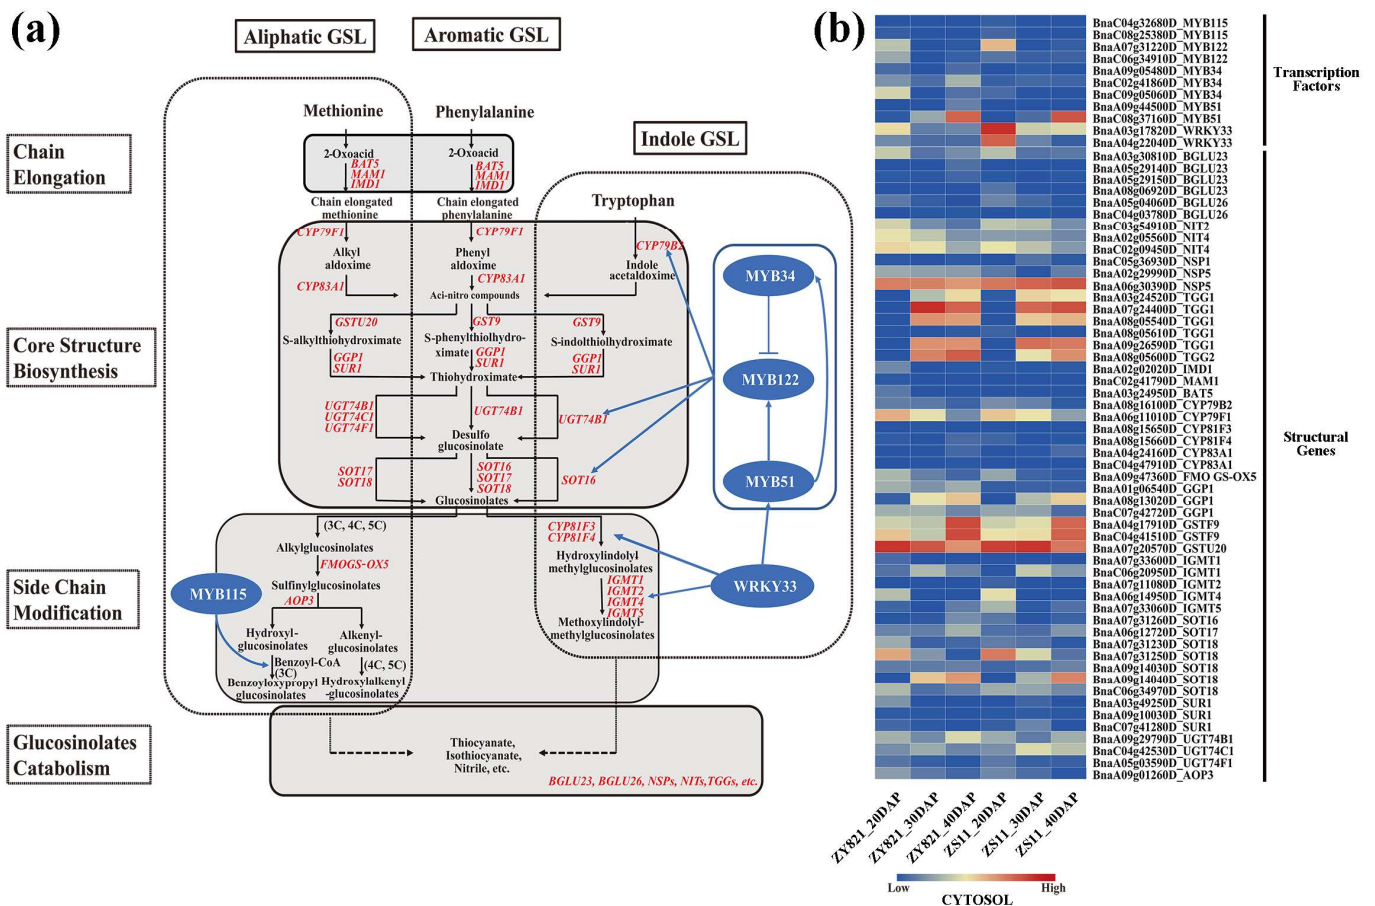 (a)
Aliphatic GSL
Aromatic GSL
Indole GSL
Chain
Elongation
Core Structure
Biosynthesis
Side Chain
Modification
Glucosinolates
Catabolism
Methionine
2-Oxoacid
BAT5
MAM1
IMD1
Chain elongated
methionine
CYP79F1
Alkyl
aldoxime
CYP83A1
Phenylalanine
2-Oxoacid
BAT5
MAM1
IMD1
Chain elongated
phenylalanine
CYP79F1
Phenyl
aldoxime
CYP83A1
Aci-nitro compounds
Tryptophan
CYP79B2
Indole
acetaldoxime
GSTU20
S-alkylthiohydroximate
GGP1
SUR1
GST9
S-phenylthiolhydro-
ximate
GGP1
SUR1
GST9
S-indolthiolhydroximate
GGP1
SUR1
Thiohydroximate
UGT74B1
UGT74C1
UGT74F1
UGT74B1
UGT74B1
Desulfo
glucosinolate
SOT17
SOT18
SOT16
SOT17
SOT18
SOT16
Glucosinolates
MYB34
MYB122
MYB51
WRKY33
MYB115
(3C, 4C, 5C)
Alkylglucosinolates
FMOGS-OX5
Sulfinylglucosinolates
AOP3
Hydroxyl-
glucosinolates
Benzoyl-CoA
(3C)
Benzoyloxypropyl
glucosinolates
Alkenyl-
glucosinolates
(4C, 5C)
Hydroxylalkenyl
-glucosinolates
CYP81F3
CYP81F4
Hydroxylindolyl
methylglucosinolates
IGMT1
IGMT2
IGMT4
IGMT5
Methoxylindolyl-
methylglucosinolates
Thiocyanate,
Isothiocyanate,
Nitrile, etc.
BGLU23, BGLU26, NSPs, NITs,TGGs, etc.
(b)
BnaC04g32680D_MYB115
BnaC08g25380D_MYB115
BnaA07g31220D_MYB122
BnaC06g34910D_MYB122
BnaA09g05480D_MYB34
BnaC02g41860D_MYB34
BnaC09g05060D_MYB34
BnaA09g44500D_MYB51
BnaC08g37160D_MYB51
BnaA03g17820D_WRKY33
BnaA04g22040D_WRKY33
BnaA03g30810D_BGLU23
BnaA05g29140D_BGLU23
BnaA05g29150D_BGLU23
BnaA08g06920D_BGLU23
BnaA05g04060D_BGLU26
BnaC04g03780D_BGLU26
BnaC03g54910D_NIT2
BnaA02g05560D_NIT4
BnaC02g09450D_NIT4
BnaC05g36930D_NSP1
BnaA02g29990D_NSP5
BnaA06g30390D_NSP5
BnaA03g24520D_TGG1
BnaA07g24400D_TGG1
BnaA08g05540D_TGG1
BnaA08g05610D_TGG1
BnaA09g26590D_TGG1
BnaA08g05600D_TGG2
BnaA02g02020D_IMD1
BnaC02g41790D_MAM1
BnaA03g24950D_BAT5
BnaA08g16100D_CYP79B2
BnaA06g11010D_CYP79F1
BnaA08g15650D_CYP81F3
BnaA08g15660D_CYP81F4
BnaA04g24160D_CYP83A1
BnaC04g47910D_CYP83A1
BnaA09g47360D_FMO GS-OX5
BnaA01g06540D_GGP1
BnaA08g13020D_GGP1
BnaC07g42720D_GGP1
BnaA04g17910D_GSTF9
BnaC04g41510D_GSTF9
BnaA07g20570D_GSTU20
BnaA07g33600D_IGMT1
BnaC06g20950D_IGMT1
BnaA07g11080D_IGMT2
BnaA06g14950D_IGMT4
BnaA07g33060D_IGMT5
BnaA07g31260D_SOT16
BnaA06g12720D_SOT17
BnaA07g31230D_SOT18
BnaA07g31250D_SOT18
BnaA09g14030D_SOT18
BnaA09g14040D_SOT18
BnaC06g34970D_SOT18
BnaA03g49250D_SUR1
BnaA09g10030D_SUR1
BnaC07g41280D_SUR1
BnaA09g29790D_UGT74B1
BnaC04g42530D_UGT74C1
BnaA05g03590D_UGT74F1
BnaA09g01260D_AOP3
Transcription
Factors
Structural
Genes
ZY821_20DAP
ZY821_30DAP
ZY821_40DAP
ZS11_20DAP
ZS11_30DAP
ZS11_40DAP
Low
High
CYTOSOL